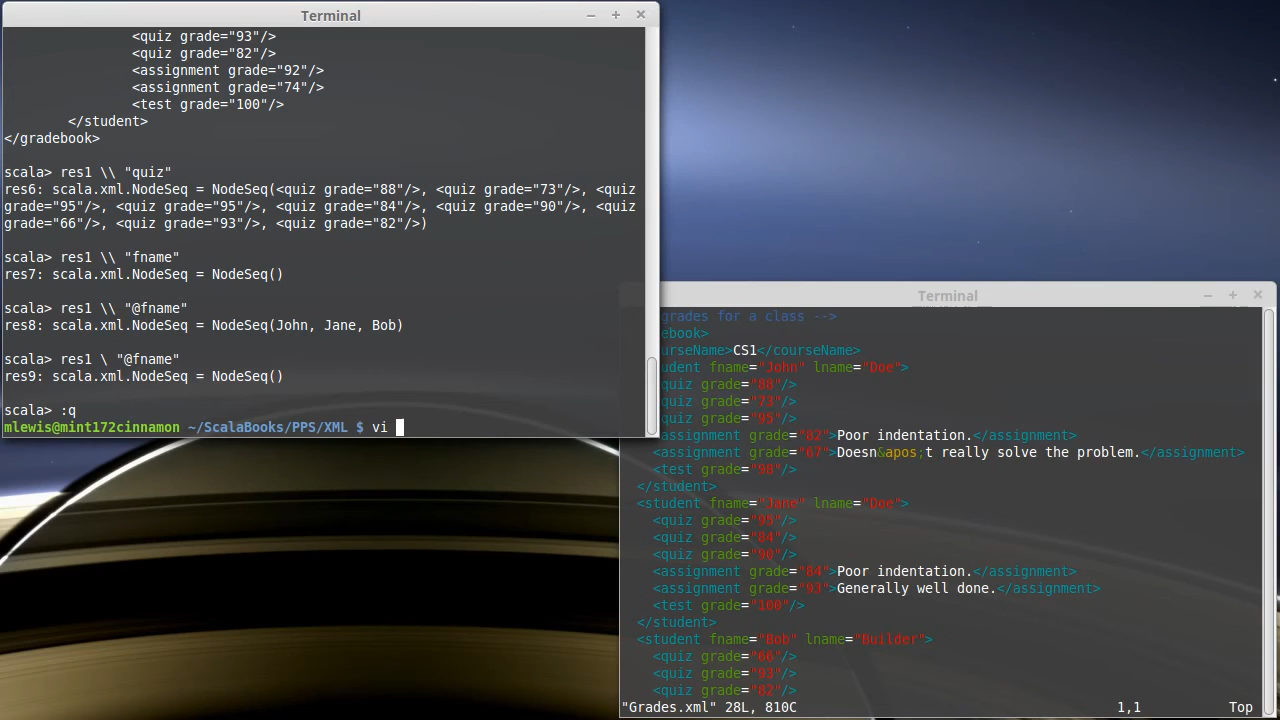 Terminal
<quiz grade="93"/>
<quiz grade="82"/>
<assignment grade="92"/>
<assignment grade="74"/>
<test grade="100"/>
</student>
</gradebook>
scala> res1 \\ "quiz"
res6: scala.xml.NodeSeq = NodeSeq(<quiz grade="88"/>, <quiz grade="73"/>, <quiz
grade="95"/>, <quiz grade="95"/>, <quiz grade="84"/>, <quiz grade="90"/>, <quiz
grade="66"/>, <quiz grade="93"/>, <quiz grade="82"/>)
scala> res1 \\ "fname"
res7: scala.xml.NodeSeq = NodeSeq()
scala> res1 \\ "@fname"
res8: scala.xml.NodeSeq = NodeSeq(John, Jane, Bob)
scala> res1 \ "@fname"
res9: scala.xml.NodeSeq = NodeSeq()
scala> :q
mlewis@mint172cinnamon ~/ScalaBooks/PPS/XML $ vi
Terminal
grades for a class -->
ebook>
urseName>CS1</courseName>
udent fname="John" lname="Doe">
quiz grade="88"/>
quiz grade="73"/>
quiz grade="95"/>
assignment grade="82">Poor indentation.</assignment>
<assignment grade="67">Doesn&apos;t really solve the problem.</assignment>
<test grade="98"/>
</student>
<student fname="Jane" lname="Doe">
<quiz grade="95"/>
<quiz grade="84"/>
<quiz grade="90"/>
<assignment grade="84">Poor indentation.</assignment>
<assignment grade="93">Generally well done.</assignment>
<test grade="100"/>
</student>
<student fname="Bob" lname="Builder">
<quiz grade="66"/>
<quiz grade="93"/>
<quiz grade="82"/>
"Grades.xml" 28L, 810C 1,1 Top